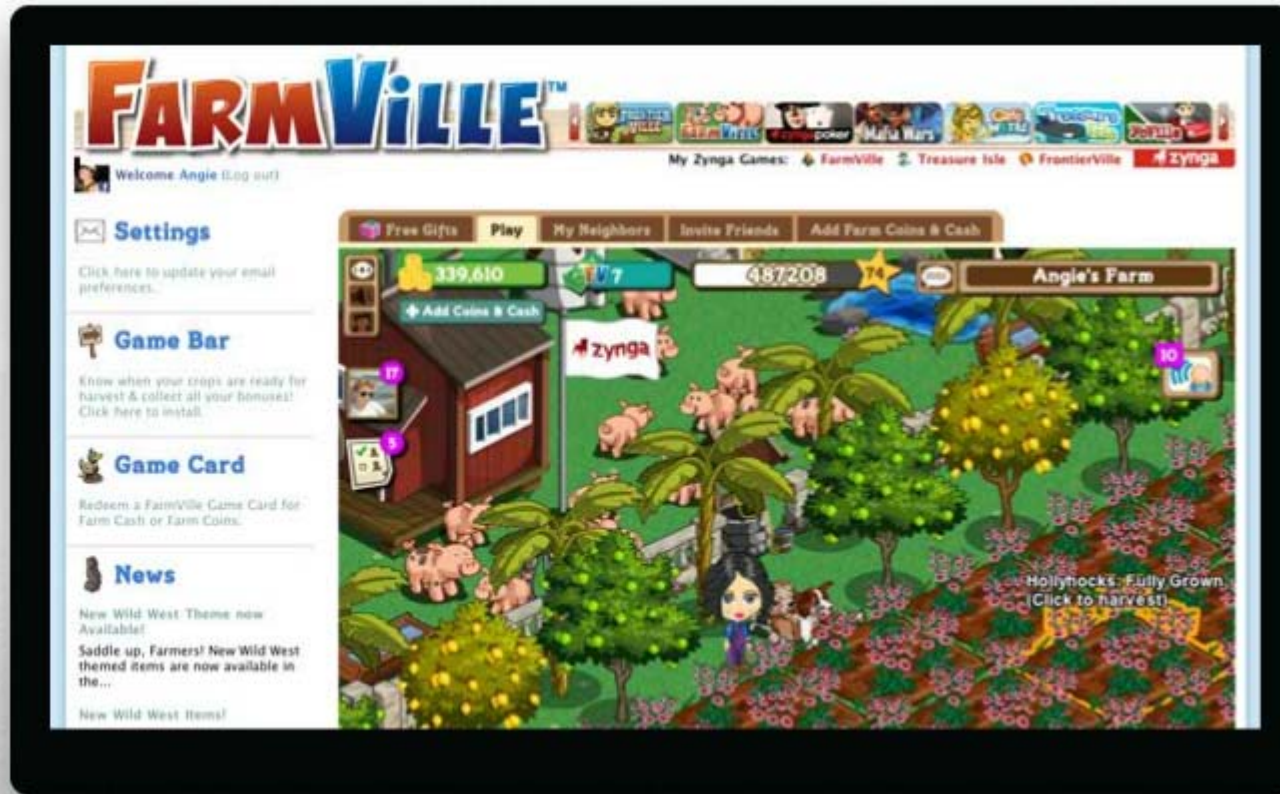 FARMVILLE™
zynga poker
Mafia Wars
My Zynga Games: FarmVille Treasure Isle FrontierVille zynga
Welcome Angie (Log out)
Settings
Click here to update your email
preferences.
Game Bar
Know when your crops are ready for
harvest & collect all your bonuses!
Click here to install.
Game Card
Redeem a FarmVille Game Card for
Farm Cash or Farm Coins.
News
New Wild West Theme now
Available!
Saddle up, Farmers! New Wild West
themed items are now available in
the...
New Wild West Items!
Free Gifts Play My Neighbors Invite Friends Add Farm Coins & Cash
339,610 7 487208 74 Angie's Farm
+ Add Coins & Cash
zynga
17
10
5
Hollyhocks: Fully Grown
(Click to harvest)